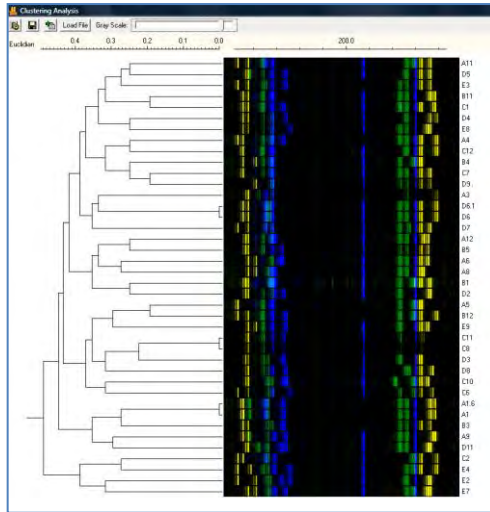 Clustering Analysis
Load File Gray Scale:
Euclidian 0.4 0.3 0.2 0.1 0.0 200.0
A11
D5
E3
B11
C1
D4
E8
A4
C12
B4
C7
D9
A3
D6.1
D6
D7
A12
B5
A6
A8
B1
D2
A5
B12
E9
C11
C8
D3
D8
C10
C6
A1.6
A1
B3
A9
D11
C2
E4
E2
E7